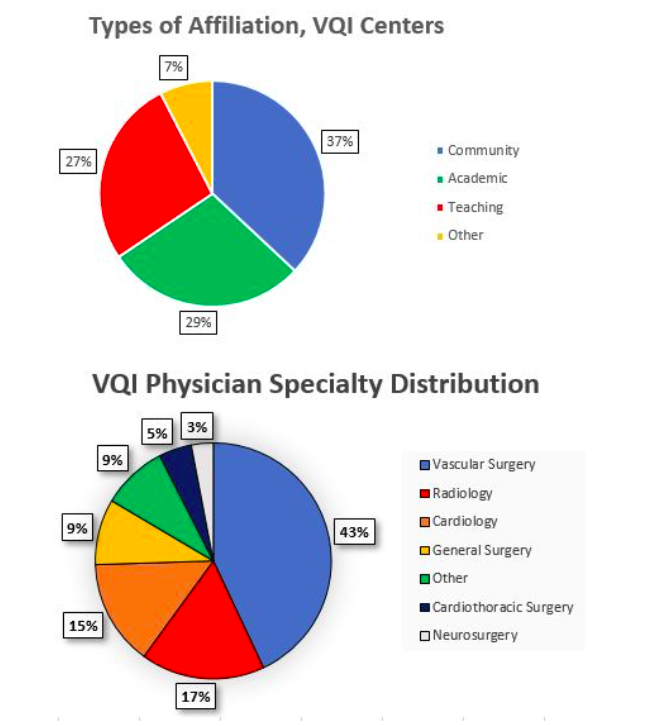 Types of Affiliation, VQI Centers
7%
37%
27%
29%
Community
Academic
Teaching
Other
VQI Physician Specialty Distribution
3%
5%
9%
9%
43%
15%
17%
Vascular Surgery
Radiology
Cardiology
General Surgery
Other
Cardiothoracic Surgery
Neurosurgery